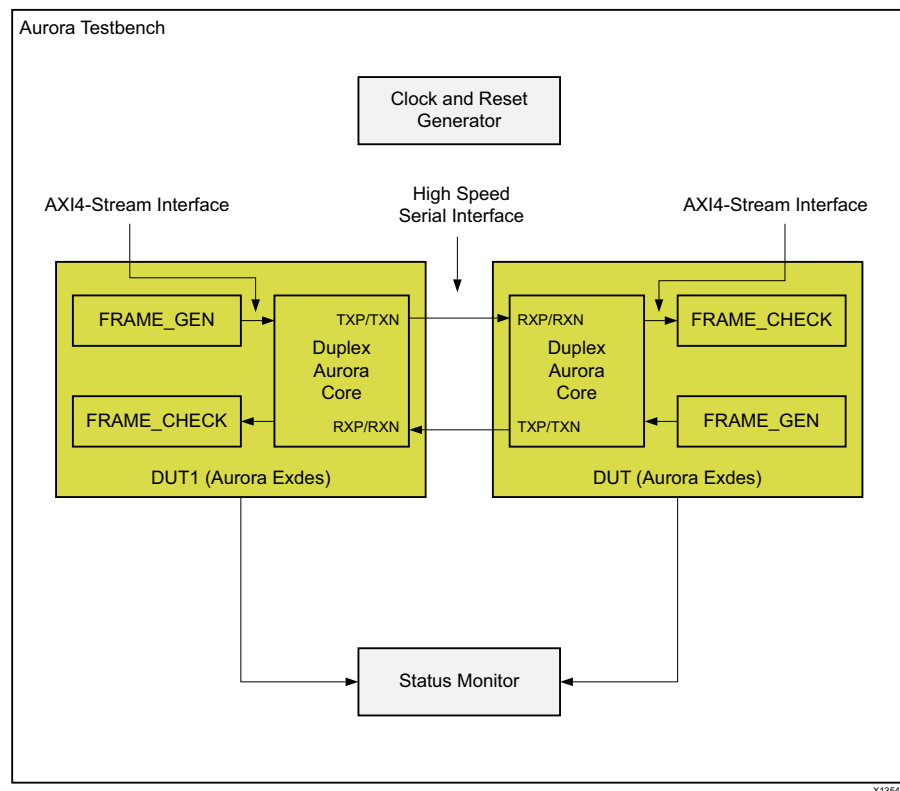 Aurora Testbench
Clock and Reset
Generator
AXI4-Stream Interface
High Speed
Serial Interface
AXI4-Stream Interface
FRAME_GEN
TXP/TXN
Duplex
Aurora
Core
RXP/RXN
FRAME_CHECK
DUT1 (Aurora Exdes)
RXP/RXN
Duplex
Aurora
Core
TXP/TXN
FRAME_CHECK
FRAME_GEN
DUT (Aurora Exdes)
Status Monitor